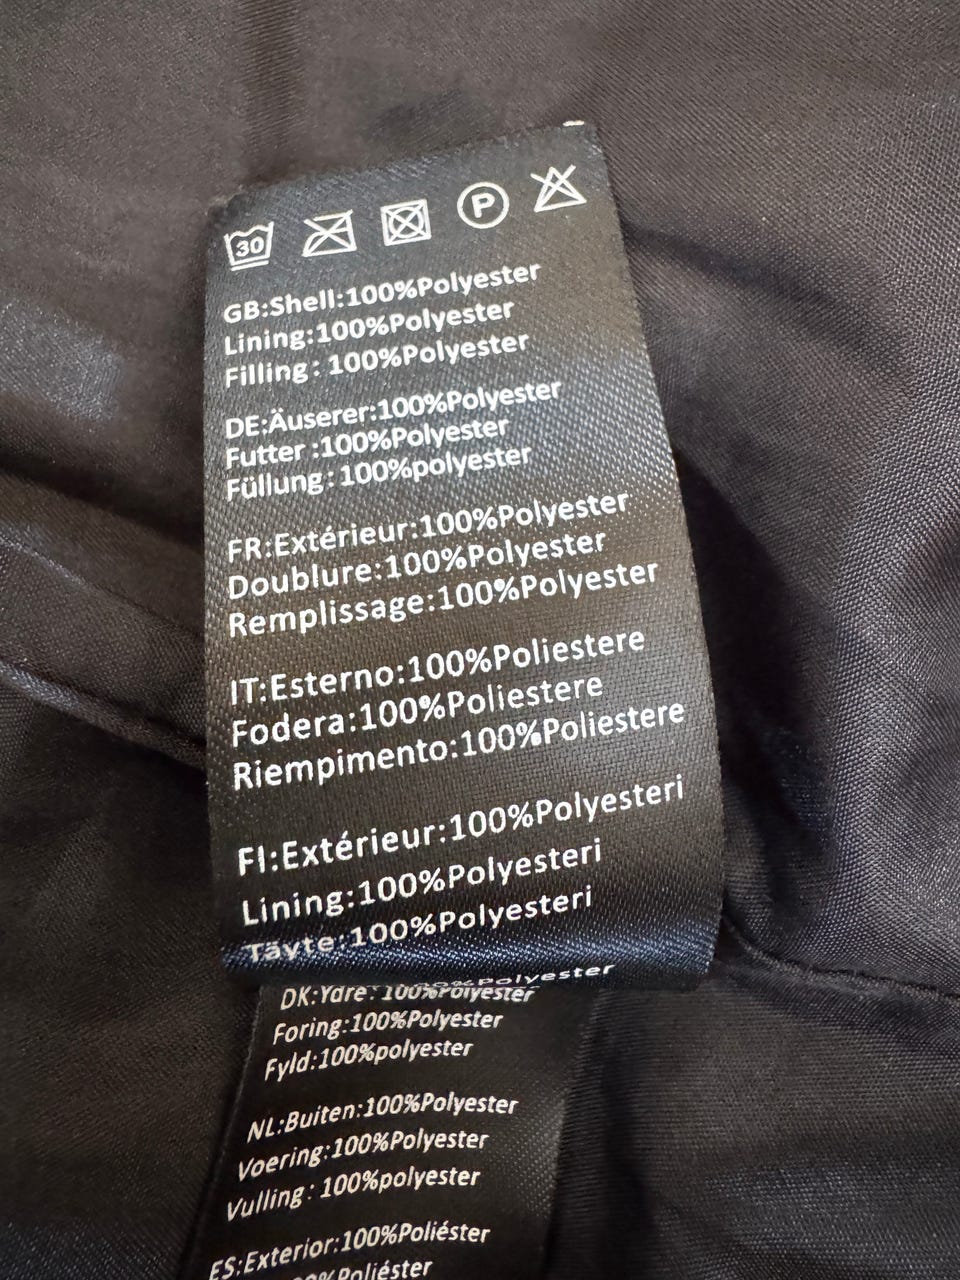 30
P
GB:Shell:100%Polyester
Lining:100%Polyester
Filling: 100%Polyester
DE:Äuserer:100%Polyester
Futter :100%Polyester
Füllung: 100%polyester
FR:Extérieur:100%Polyester
Doublure:100%Polyester
Remplissage:100%Polyester
IT:Esterno:100%Poliestere
Fodera:100%Poliestere
Riempimento:100%Poliestere
FI:Extérieur:100%Polyesteri
Lining:100%Polyesteri
Täyte:100%Polyesteri
polyester
DK:Ydre: 100%Polyester
Foring:100%Polyester
Fyld:100%polyester
NL:Buiten:100%Polyester
Voering:100%Polyester
Vulling: 100%polyester
ES:Exterior:100%Poliéster
Poliéster